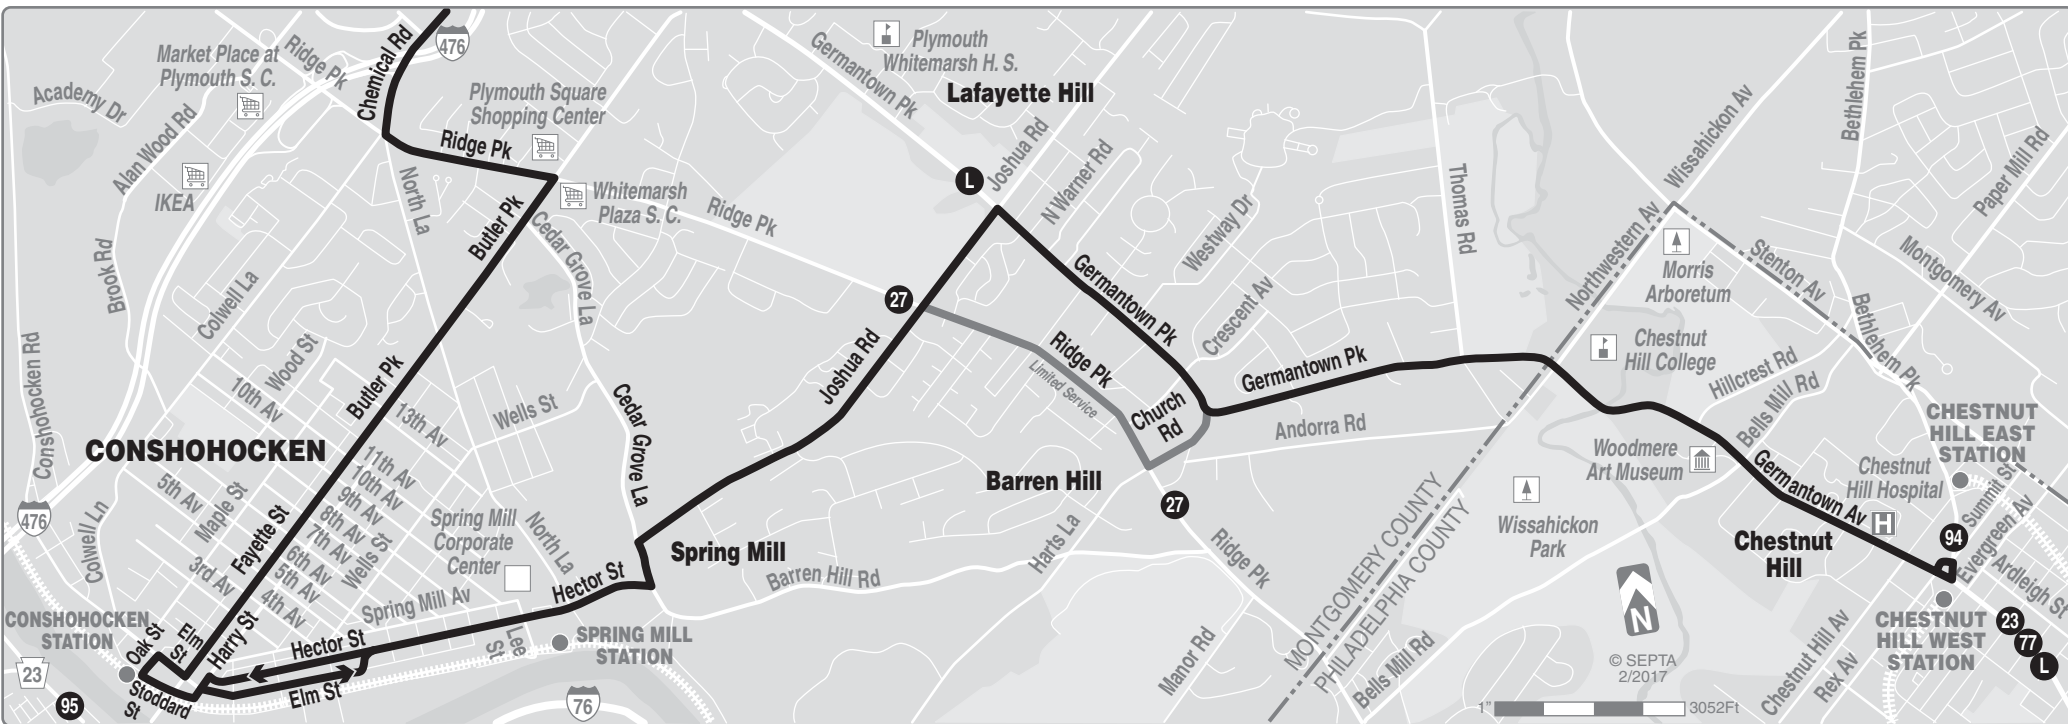 Chemical Rd
476
Market Place at
Plymouth S. C.
Ridge Pk
Academy Dr
Alan Wood Rd
IKEA
Plymouth Square
Shopping Center
Ridge Pk
Germantown Pk
Plymouth
Whitemarsh H. S.
Lafayette Hill
Joshua Rd
N Warner Rd
L
Whitemarsh
Plaza S. C.
Ridge Pk
North La
Butler Pk
Cedar Grove La
Brook Rd
Colwell La
Westway Dr
Thomas Rd
Wissahickon Av
Bethlehem Pk
Paper Mill Rd
Northwestern Av
Morris
Arboretum
Stenton Av
Montgomery Av
Bethlehem Pk
Germantown Pk
Crescent Av
27
Joshua Rd
Ridge Pk
Limited Service
Church
Rd
Germantown Pk
Andorra Rd
Chestnut
Hill College
Hillcrest Rd
Bells Mill Rd
Conshohocken Rd
Wood St
10th Av
Butler Pk
13th Av
Wells St
Cedar Grove La
CONSHOHOCKEN
11th Av
10th Av
9th Av
8th Av
7th Av
6th Av
5th Av
4th Av
Wells St
5th Av
Maple St
3rd Av
Fayette St
476
Colwell Ln
Spring Mill
Corporate
Center
North La
Spring Mill
Barren Hill
27
Harts La
Ridge Pk
Barren Hill Rd
Hector St
Spring Mill Av
Lee
St
SPRING MILL
STATION
CONSHOHOCKEN
STATION
Oak St
Elm
St
Harry St
Hector St
Elm St
Stoddard
St
23
95
76
Manor Rd
MONTGOMERY COUNTY
PHILADELPHIA COUNTY
Bells Mill Rd
Wissahickon
Park
Woodmere
Art Museum
Germantown Av
Chestnut
Hill Hospital
H
CHESTNUT
HILL EAST
STATION
Summit St
Evergreen Av
Ardleigh St
94
Chestnut
Hill
CHESTNUT
HILL WEST
STATION
23
77
L
Chestnut Hill Av
Rex Av
N
© SEPTA
2/2017
1"
3052Ft